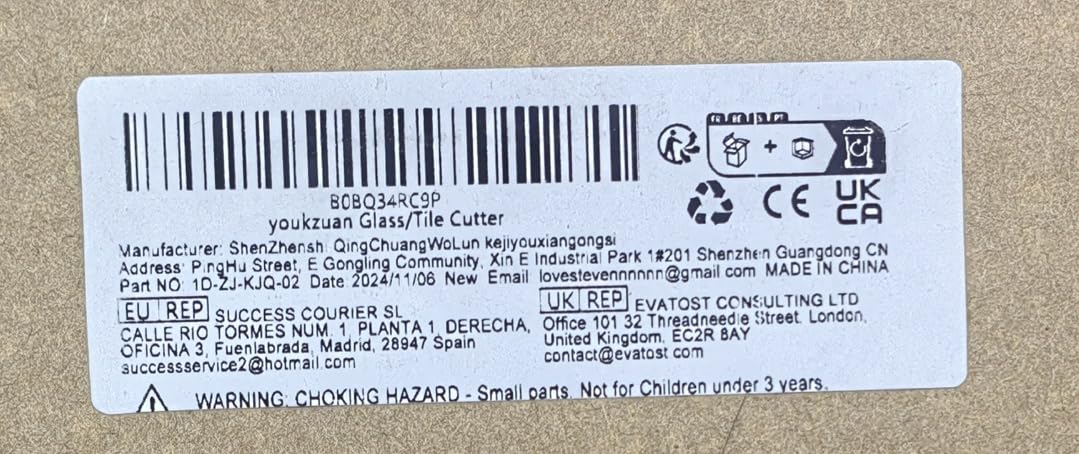 B0BQ34RC9P
youkzuan Glass/Tile Cutter
Manufacturer: ShenZhenshi QingChuangWoLun kejiyouxiangongsi
Address: PingHu Street, E Gongling Community, Xin E Industrial Park 1#201 Shenzhen Guangdong CN
Part NO: 1D-ZJ-KJQ-02 Date 2024/11/06 New Email lovestevennnnnn@gmail.com MADE IN CHINA
EU REP SUCCESS COURIER SL
CALLE RIO TORMES NUM. 1, PLANTA 1, DERECHA,
OFICINA 3, Fuenlabrada, Madrid, 28947 Spain
successservice2@hotmail.com
UK REP EVATOST CONSULTING LTD
Office 101 32 Threadneedle Street, London,
United Kingdom, EC2R 8AY
contact@evatost.com
CE
UK
CA
WARNING: CHOKING HAZARD - Small parts. Not for Children under 3 years.